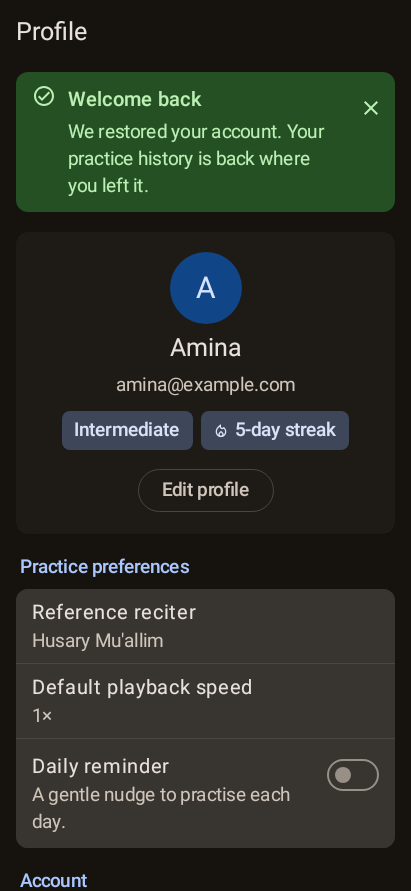 Profile
Welcome back
We restored your account. Your
practice history is back where
you left it.
A
Amina
amina@example.com
Intermediate
5-day streak
Edit profile
Practice preferences
Reference reciter
Husary Mu'allim
Default playback speed
1×
Daily reminder
A gentle nudge to practise each
day.
Account